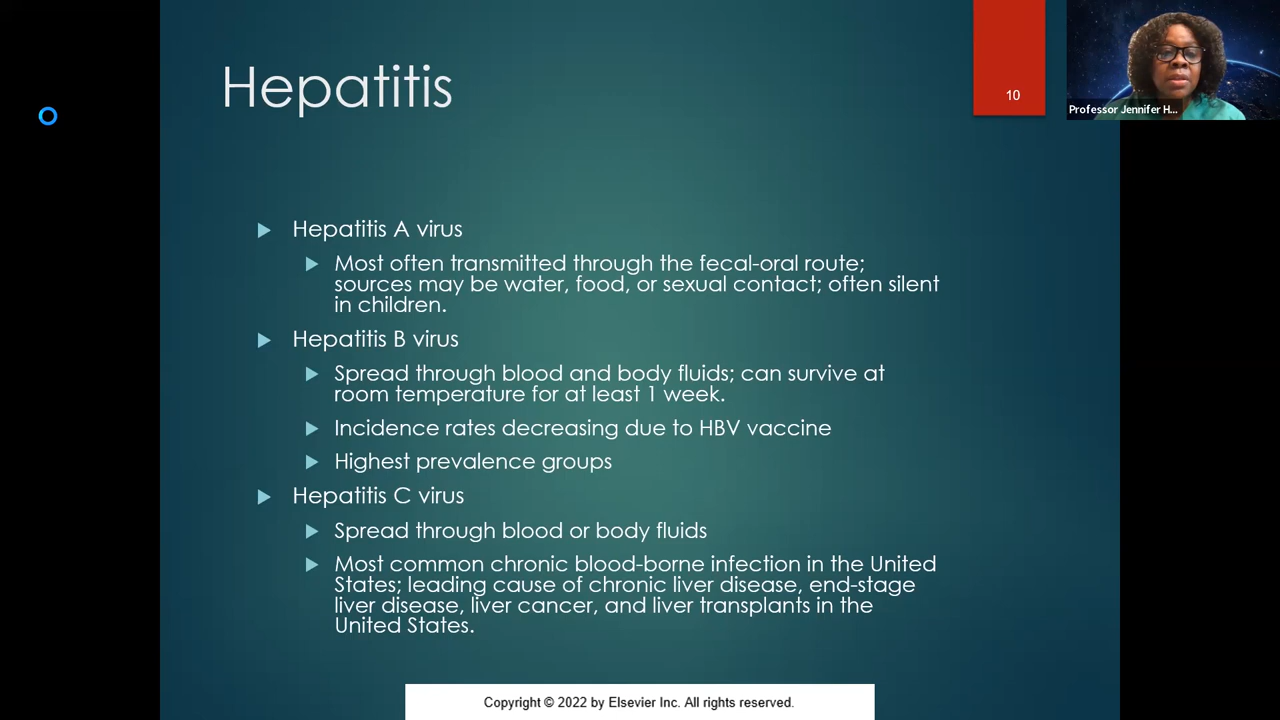 Hepatitis
10
Professor Jennifer H...
Hepatitis A virus
Most often transmitted through the fecal-oral route;
sources may be water, food, or sexual contact; often silent
in children.
Hepatitis B virus
Spread through blood and body fluids; can survive at
room temperature for at least 1 week.
Incidence rates decreasing due to HBV vaccine
Highest prevalence groups
Hepatitis C virus
Spread through blood or body fluids
Most common chronic blood-borne infection in the United
States; leading cause of chronic liver disease, end-stage
liver disease, liver cancer, and liver transplants in the
United States.
Copyright © 2022 by Elsevier Inc. All rights reserved.